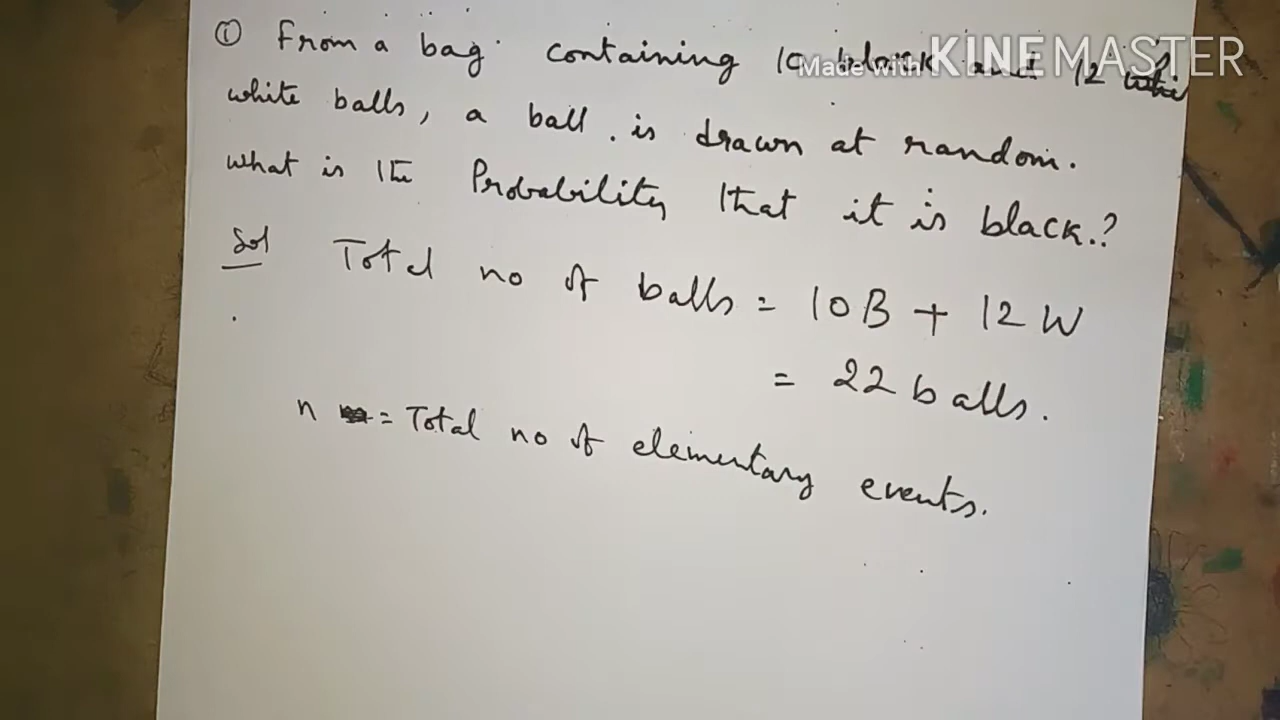 ① From a bag containing 10 black and 12
white balls, a ball is drawn at random.
what is the Probability that it is black.?
Sol Total no of balls = 10B + 12W
= 22 balls.
n = Total no of elementary events.
Made with KINEMASTER